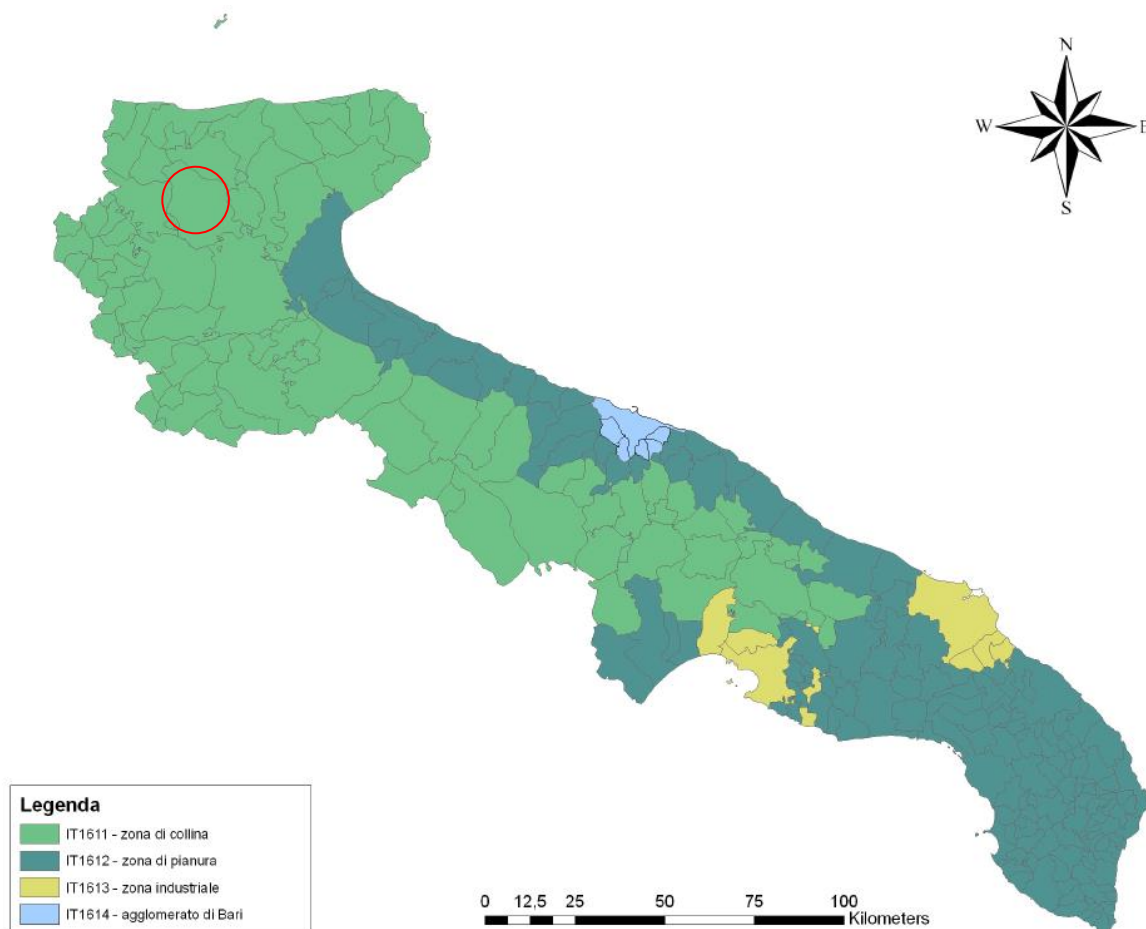 N
W E
S
Legenda
IT1611 - zona di collina
IT1612 - zona di pianura
IT1613 - zona industriale
IT1614 - agglomerato di Bari
0 12,5 25 50 75 100
Kilometers